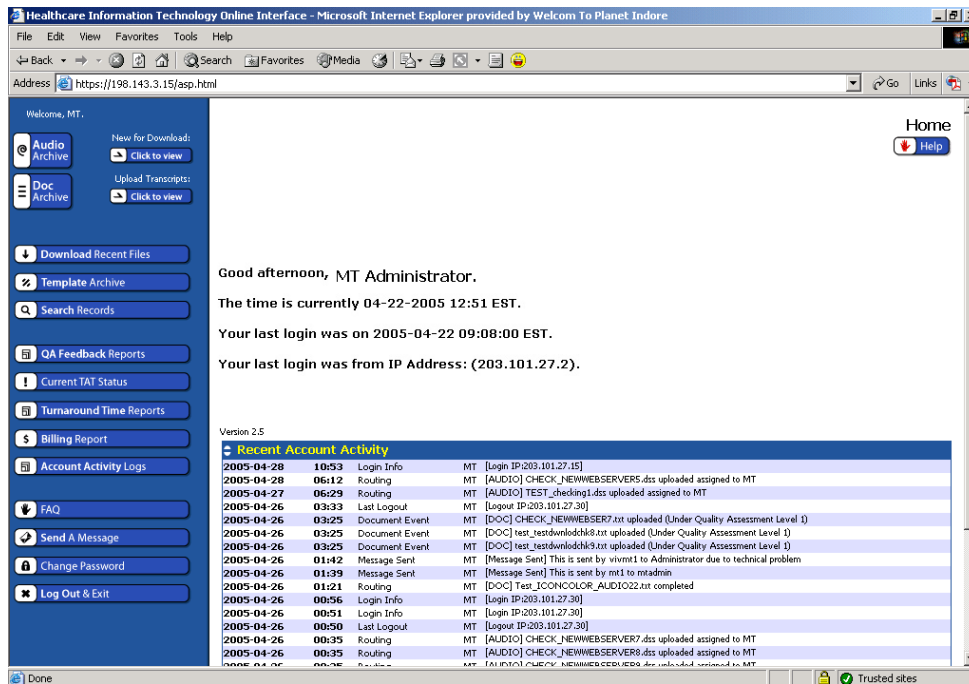 Healthcare Information Technology Online Interface - Microsoft Internet Explorer provided by Welcom To Planet Indore
File Edit View Favorites Tools Help
Back Search Favorites Media
Address https://198.143.3.15/asp.html Go Links
Welcome, MT.
Audio Archive
New for Download:
Click to view
Doc Archive
Upload Transcripts:
Click to view
Download Recent Files
Template Archive
Search Records
QA Feedback Reports
Current TAT Status
Turnaround Time Reports
Billing Report
Account Activity Logs
FAQ
Send A Message
Change Password
Log Out & Exit
Home
Help
Good afternoon, MT Administrator.
The time is currently 04-22-2005 12:51 EST.
Your last login was on 2005-04-22 09:08:00 EST.
Your last login was from IP Address: (203.101.27.2).
Version 2.5
Recent Account Activity
2005-04-28 10:53 Login Info MT [Login IP:203.101.27.15]
2005-04-28 06:12 Routing MT [AUDIO] CHECK_NEWWEBSERVER5.dss uploaded assigned to MT
2005-04-27 06:29 Routing MT [AUDIO] TEST_checking1.dss uploaded assigned to MT
2005-04-26 03:33 Last Logout MT [Logout IP:203.101.27.30]
2005-04-26 03:25 Document Event MT [DOC] CHECK_NEWWEBSER7.txt uploaded (Under Quality Assessment Level 1)
2005-04-26 03:25 Document Event MT [DOC] test_testdwnlodchk8.txt uploaded (Under Quality Assessment Level 1)
2005-04-26 03:25 Document Event MT [DOC] test_testdwnlodchk9.txt uploaded (Under Quality Assessment Level 1)
2005-04-26 01:42 Message Sent MT [Message Sent] This is sent by vivmt1 to Administrator due to technical problem
2005-04-26 01:39 Message Sent MT [Message Sent] This is sent by mt1 to mtadmin
2005-04-26 01:21 Routing MT [DOC] Test_ICONCOLOR_AUDIO22.txt completed
2005-04-26 00:56 Login Info MT [Login IP:203.101.27.30]
2005-04-26 00:51 Login Info MT [Login IP:203.101.27.30]
2005-04-26 00:50 Last Logout MT [Logout IP:203.101.27.30]
2005-04-26 00:35 Routing MT [AUDIO] CHECK_NEWWEBSERVER7.dss uploaded assigned to MT
2005-04-26 00:35 Routing MT [AUDIO] CHECK_NEWWEBSERVER8.dss uploaded assigned to MT
2005-04-26 00:35 Routing MT [AUDIO] CHECK_NEWWEBSERVER9.dss uploaded assigned to MT
Done Trusted sites